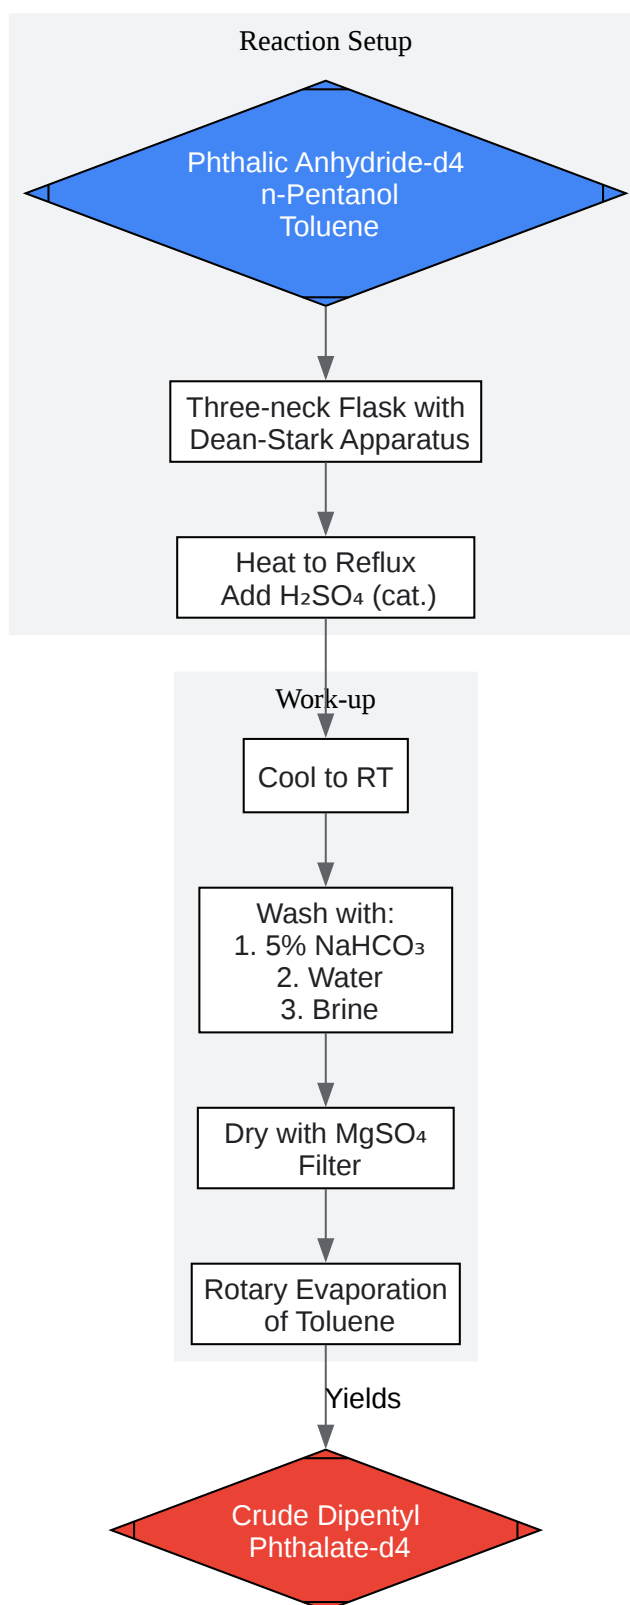 Reaction Setup
Phthalic Anhydride-d4
n-Pentanol
Toluene
Three-neck Flask with
Dean-Stark Apparatus
Heat to Reflux
Add H₂SO₄ (cat.)
Work-up
Cool to RT
Wash with:
1. 5% NaHCO₃
2. Water
3. Brine
Dry with MgSO₄
Filter
Rotary Evaporation
of Toluene
Yields
Crude Dipentyl
Phthalate-d4